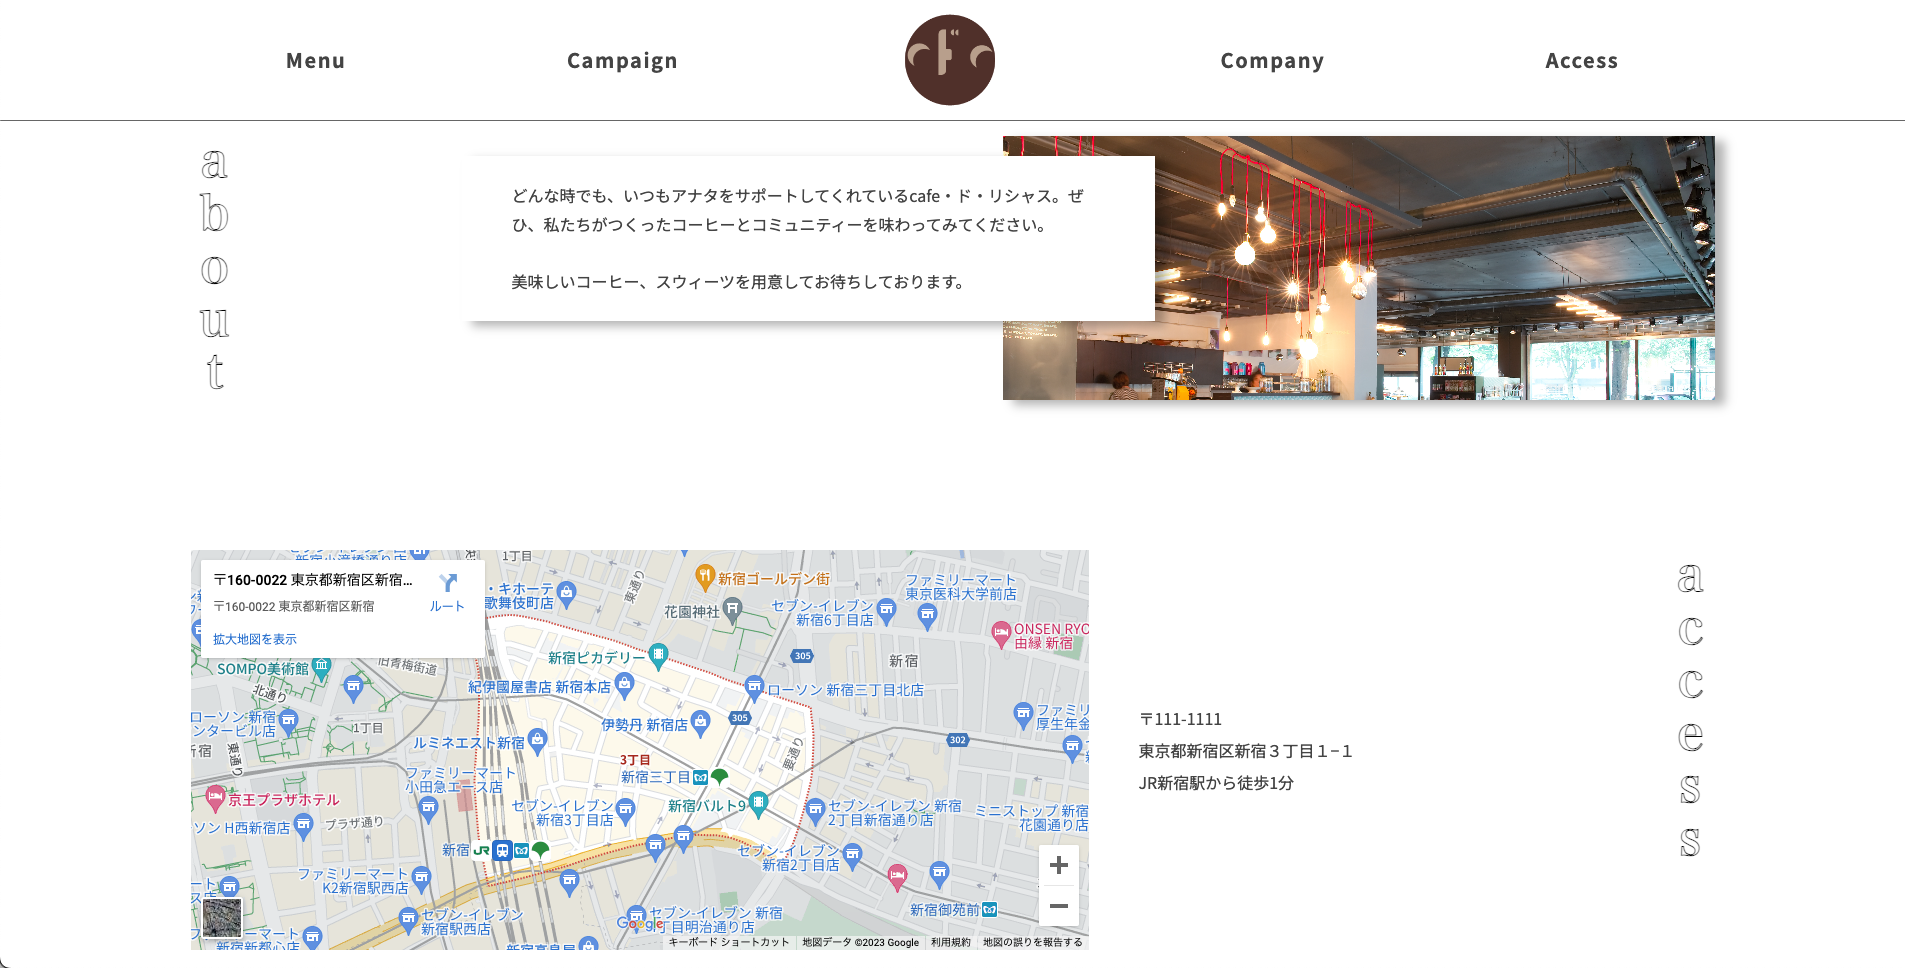 Menu
Campaign
ド
Company
Access
about
どんな時でも、いつもアナタをサポートしてくれているcafe・ド・リシャス。ぜ
ひ、私たちがつくったコーヒーとコミュニティーを味わってみてください。
美味しいコーヒー、スウィーツを用意してお待ちしております。
〒160-0022 東京都新宿区新宿...
〒160-0022 東京都新宿区新宿
ルート
拡大地図を表示
1丁目
・キホーテ
歌舞伎町店
東通り
新宿ゴールデン街
花園神社
セブン-イレブン
新宿6丁目店
ファミリーマート
東京医科大学前店
ONSEN RYO
由縁 新宿
305
新宿
SOMPO美術館
旧青梅街道
北通り
新宿ピカデリー
紀伊國屋書店 新宿本店
ローソン 新宿三丁目北店
ローソン 新宿
ンタービル店
1丁目
伊勢丹 新宿店
305
ファミリ
厚生年金
302
宿
東通り
ルミネエスト新宿
要通り
3丁目
新宿三丁目
ファミリーマート
小田急エース店
京王プラザホテル
セブン-イレブン
新宿3丁目店
新宿バルト9
セブン-イレブン 新宿
2丁目新宿通り店
ミニストップ 新宿
花園通り店
ソン H西新宿店
プラザ通り
新宿
JR
セブン-イレブン
新宿2丁目店
ファミリーマート
K2新宿駅西店
セブン-イレブン
新宿駅西店
セブン-イレブン 新宿
丁目明治通り店
新宿御苑前
Google
キーボード ショートカット
地図データ ©2023 Google
利用規約
地図の誤りを報告する
〒111-1111
東京都新宿区新宿３丁目１−１
JR新宿駅から徒歩1分
access